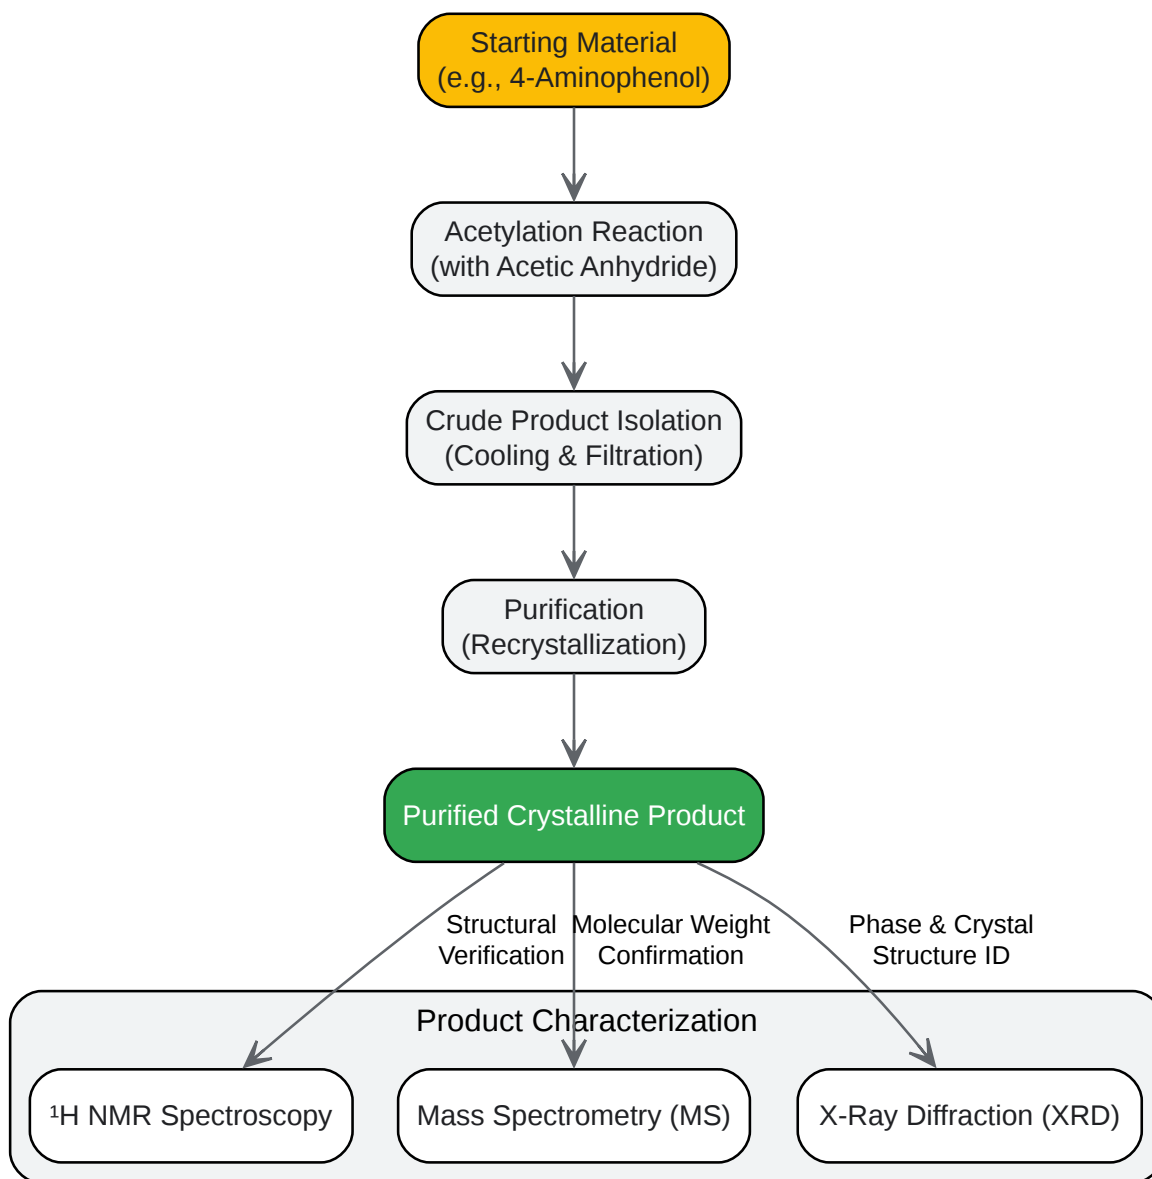 Starting Material
(e.g., 4-Aminophenol)
Acetylation Reaction
(with Acetic Anhydride)
Crude Product Isolation
(Cooling & Filtration)
Purification
(Recrystallization)
Purified Crystalline Product
Structural
Verification
Molecular Weight
Confirmation
Phase & Crystal
Structure ID
Product Characterization
¹H NMR Spectroscopy
Mass Spectrometry (MS)
X-Ray Diffraction (XRD)